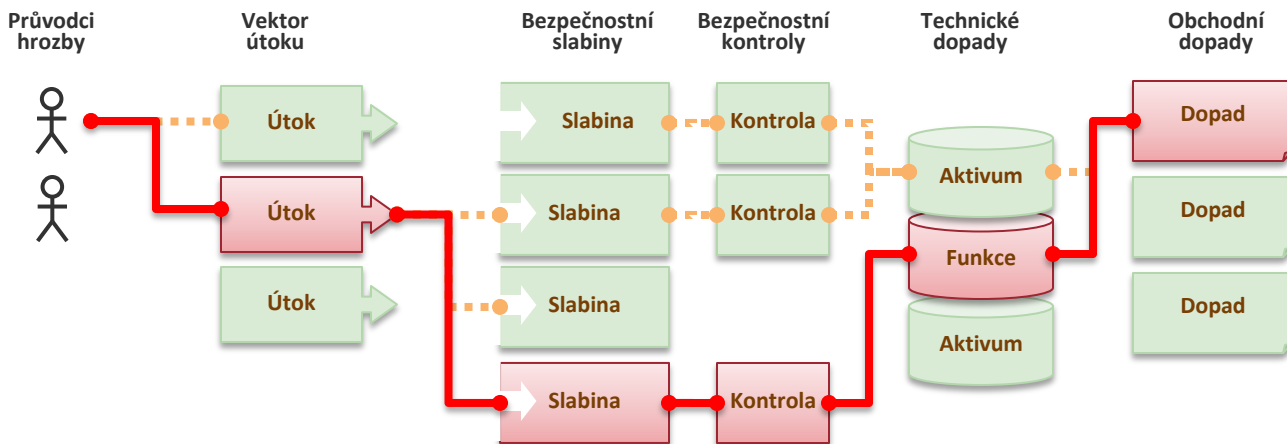 Průvodci
hrozby
Vektor
útoku
Bezpečnostní
slabiny
Bezpečnostní
kontroly
Technické
dopady
Obchodní
dopady
Útok
Slabina
Kontrola
Dopad
Aktivum
Útok
Slabina
Kontrola
Dopad
Funkce
Útok
Slabina
Dopad
Aktivum
Slabina
Kontrola